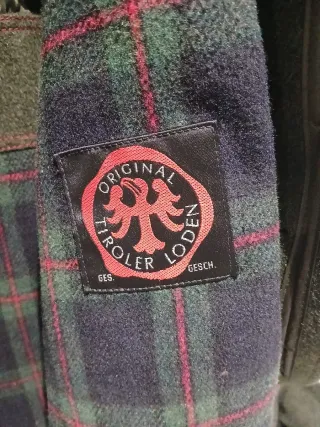 ORIGINAL
TIROLER LODEN
GES. GESCH.